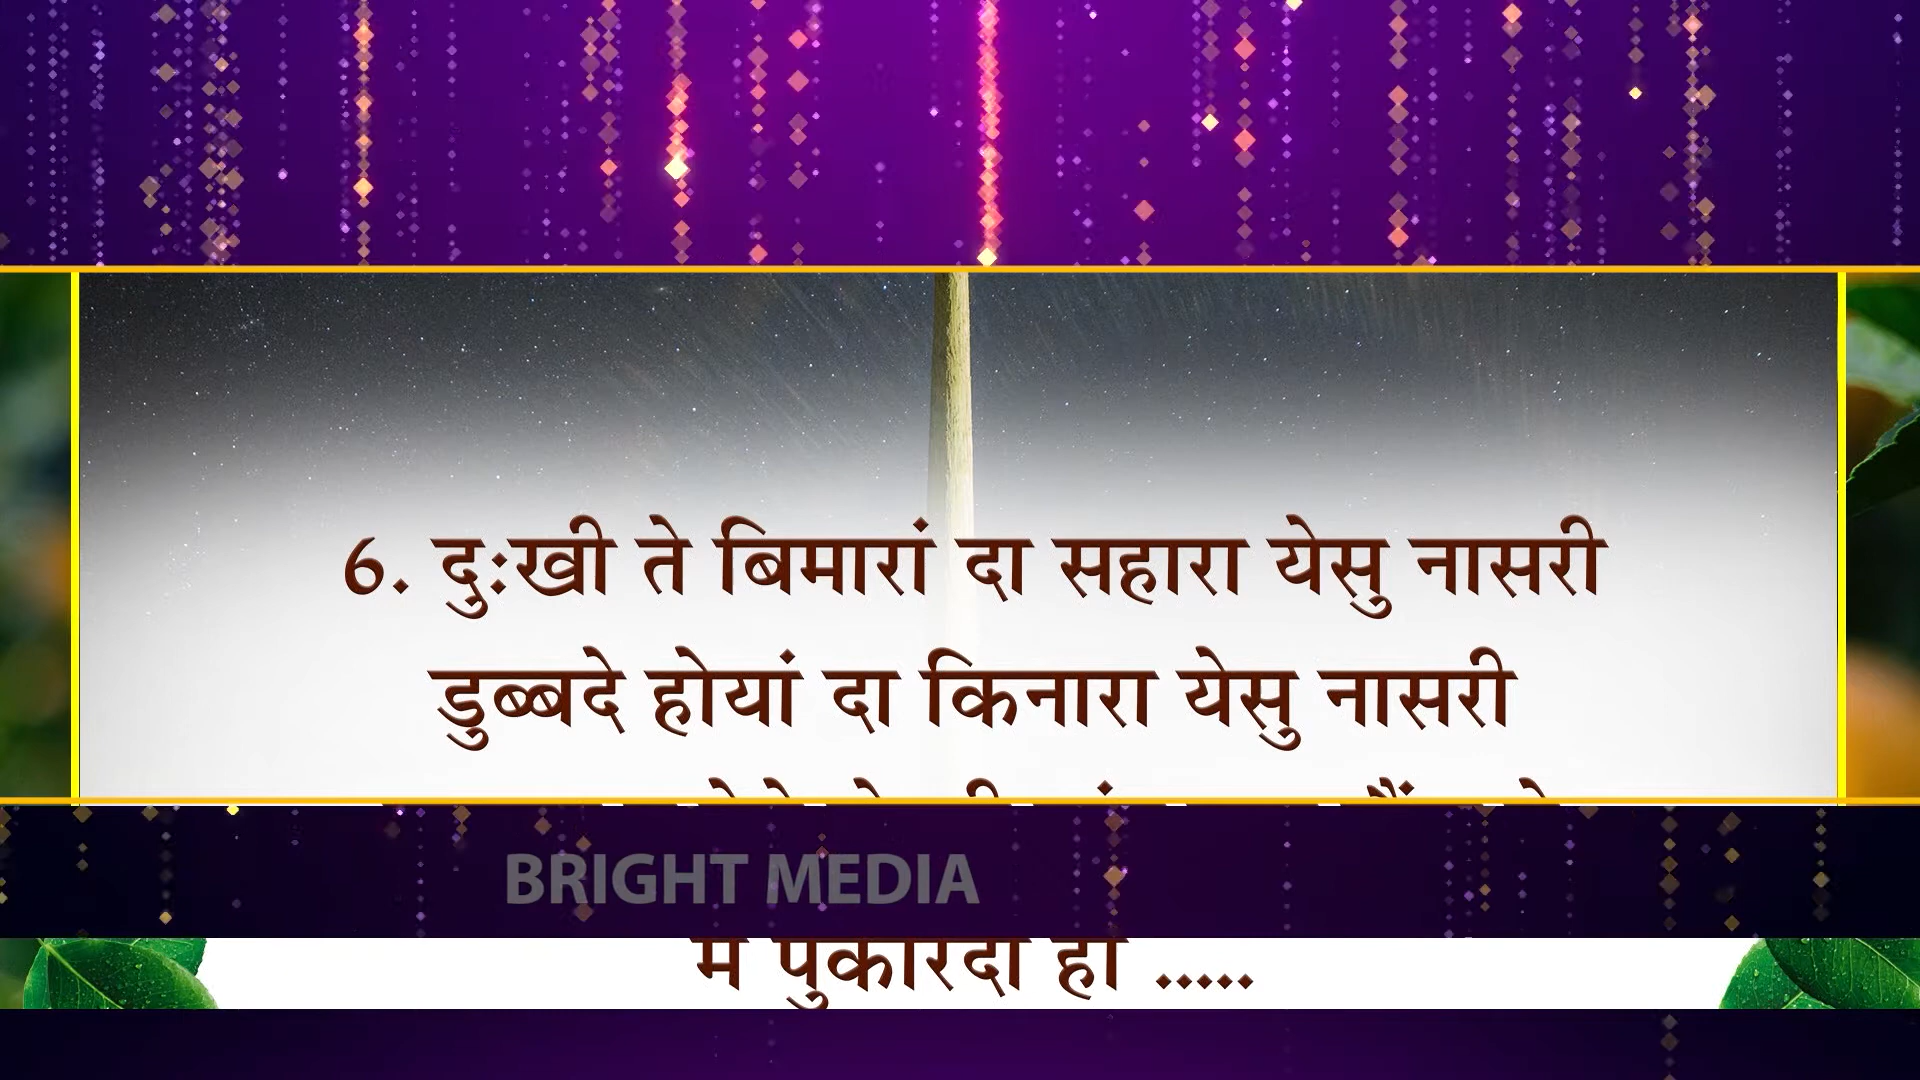 6. दुःखी ते बिमारां दा सहारा येसु नासरी
डुब्बदे होयां दा किनारा येसु नासरी
BRIGHT MEDIA
पुकारदा हां .....